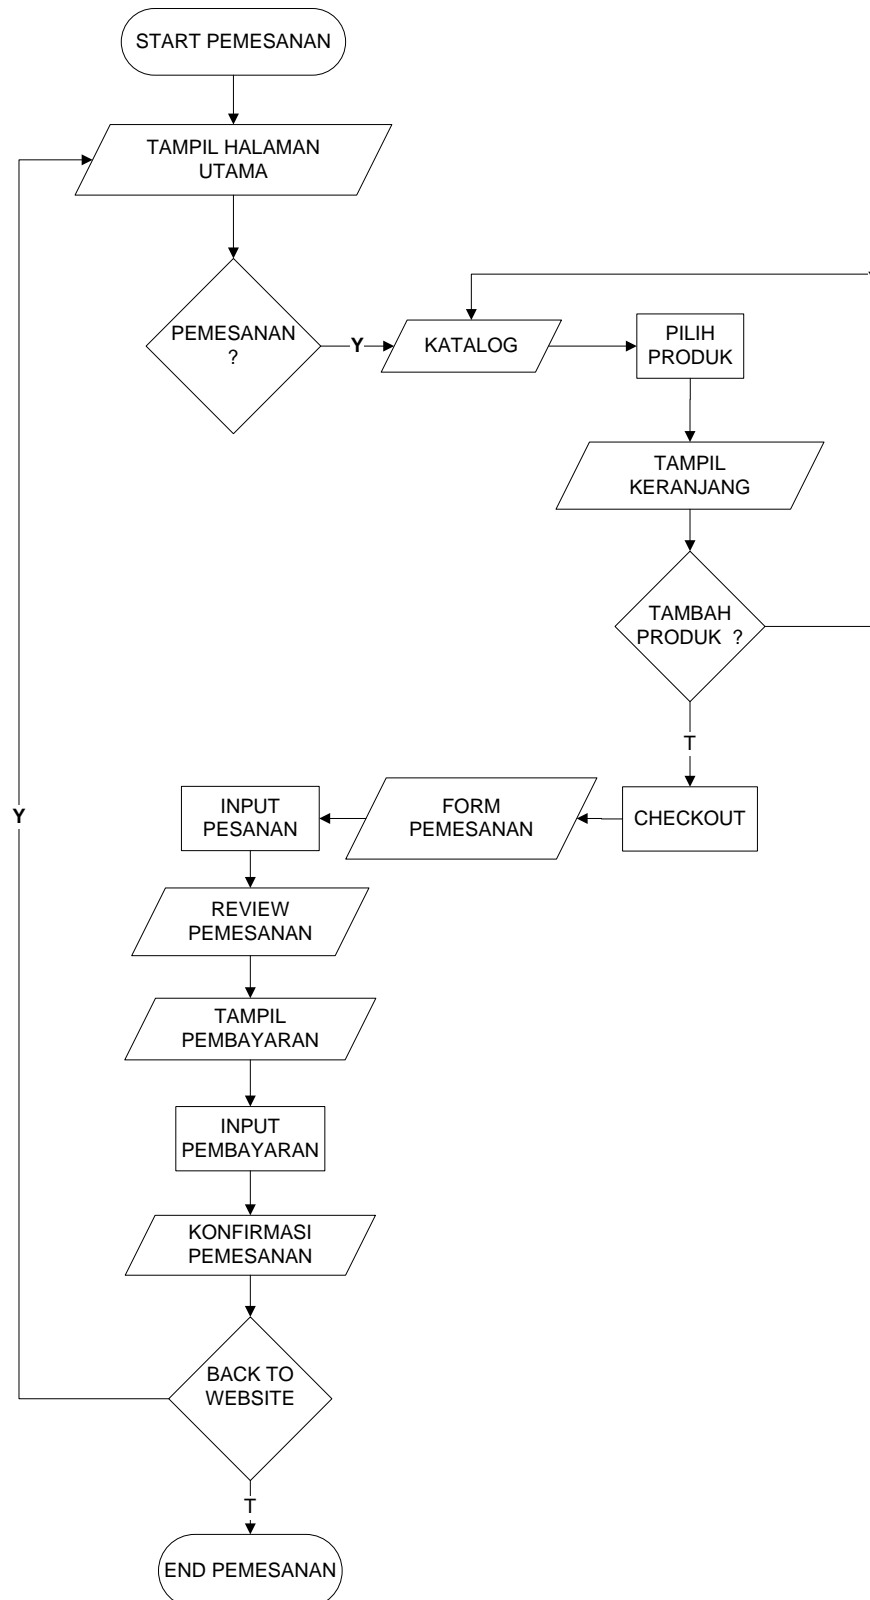 START PEMESANAN
TAMPIL HALAMAN
UTAMA
PEMESANAN
?
Y
KATALOG
PILIH
PRODUK
TAMPIL
KERANJANG
TAMBAH
PRODUK ?
T
CHECKOUT
FORM
PEMESANAN
INPUT
PESANAN
Y
REVIEW
PEMESANAN
TAMPIL
PEMBAYARAN
INPUT
PEMBAYARAN
KONFIRMASI
PEMESANAN
BACK TO
WEBSITE
T
END PEMESANAN